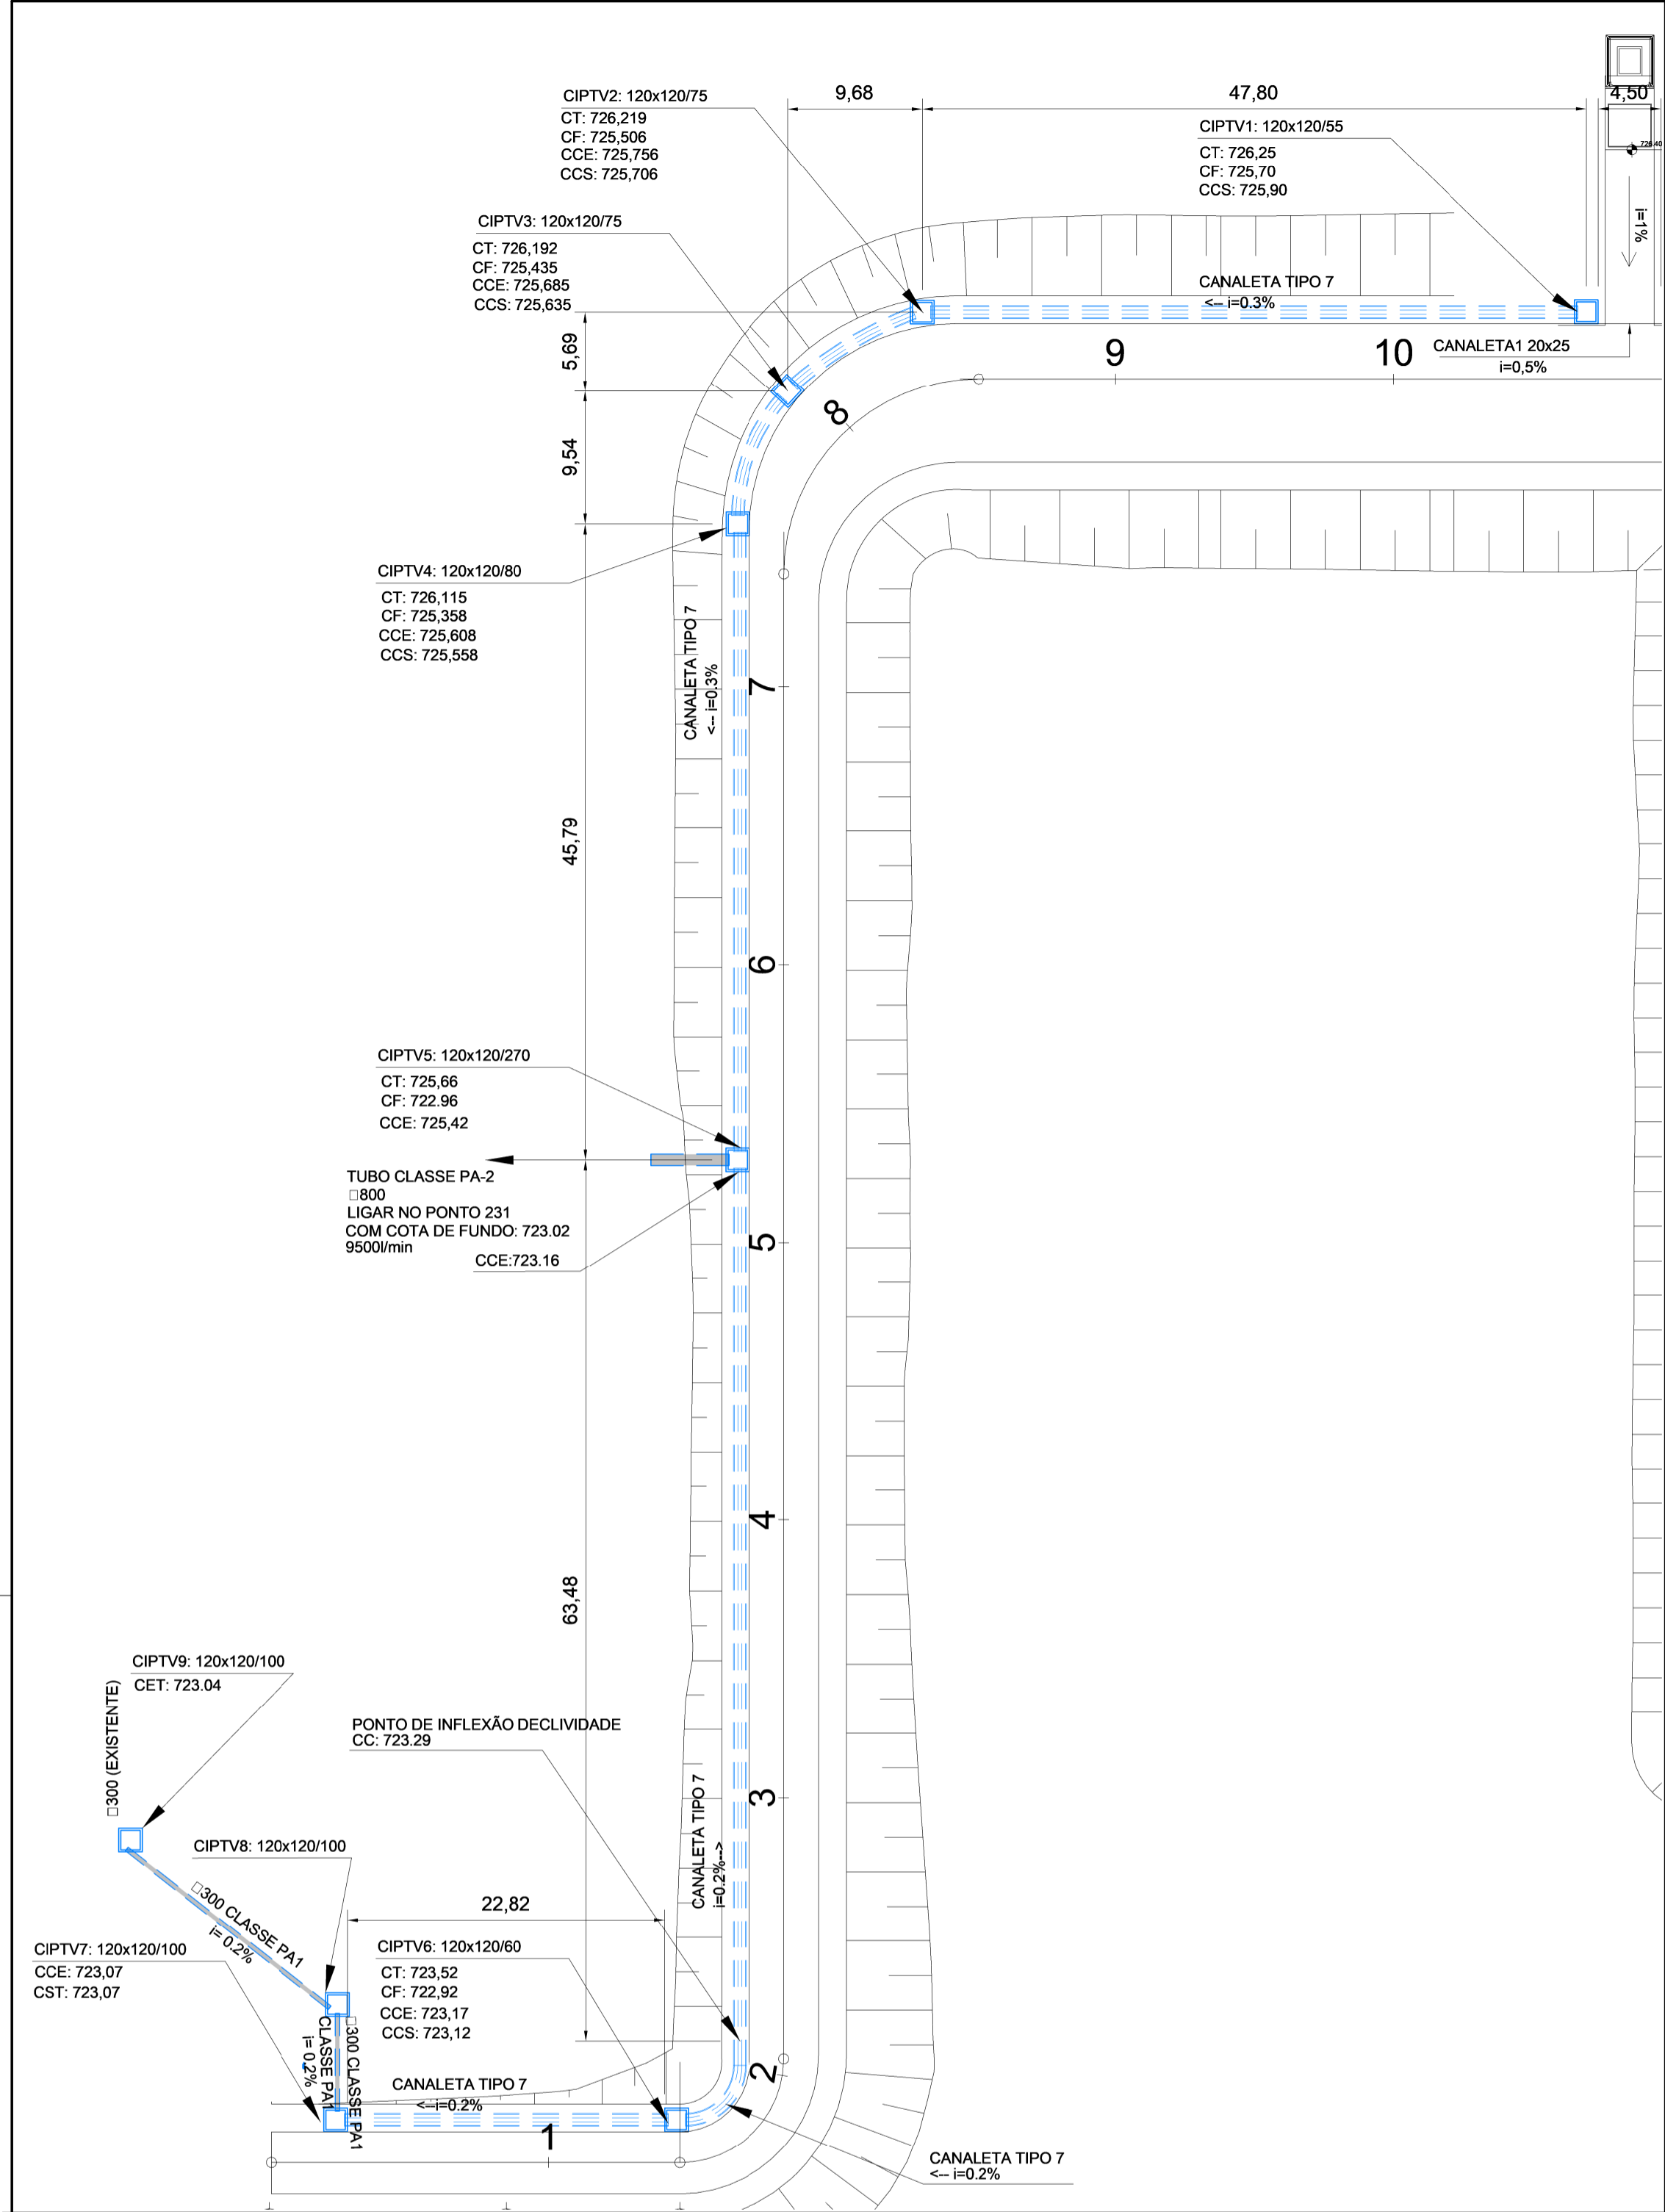 CIPTV2: 120x120/75
CT: 726,219
CF: 725,506
CCE: 725,756
CCS: 725,706
9,68
47,80
4,50
CIPTV1: 120x120/55
CT: 726,25
CF: 725,70
CCS: 725,90
726.40
i=1%
CIPTV3: 120x120/75
CT: 726,192
CF: 725,435
CCE: 725,685
CCS: 725,635
CANALETA TIPO 7
<-- i=0.3%
5,69
9
10
CANALETA1 20x25
i=0,5%
8
9,54
CIPTV4: 120x120/80
CT: 726,115
CF: 725,358
CCE: 725,608
CCS: 725,558
CANALETA TIPO 7
<-- i=0.3%
7
45,79
6
CIPTV5: 120x120/270
CT: 725,66
CF: 722.96
CCE: 725,42
TUBO CLASSE PA-2
□800
LIGAR NO PONTO 231
COM COTA DE FUNDO: 723.02
9500l/min
CCE:723.16
5
4
63,48
CIPTV9: 120x120/100
CET: 723.04
□300 (EXISTENTE)
PONTO DE INFLEXÃO DECLIVIDADE
CC: 723.29
3
CANALETA TIPO 7
i=0.2%-->
CIPTV8: 120x120/100
□300 CLASSE PA1
i= 0.2%
22,82
CIPTV7: 120x120/100
CCE: 723,07
CST: 723,07
CIPTV6: 120x120/60
CT: 723,52
CF: 722,92
CCE: 723,17
CCS: 723,12
□300 CLASSE PA1
CLASSE PA1
i= 0.2%
2
CANALETA TIPO 7
<--i=0.2%
1
CANALETA TIPO 7
<-- i=0.2%